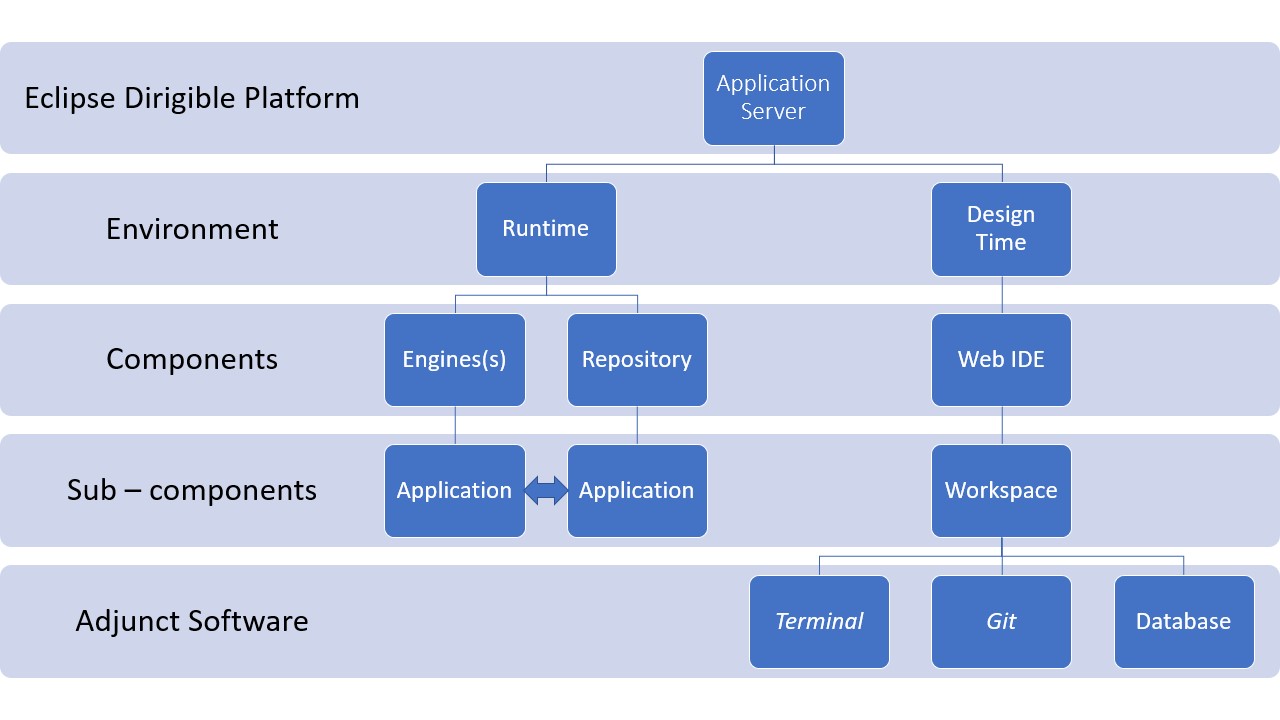 Eclipse Dirigible Platform
Application
Server
Environment
Runtime
Design
Time
Components
Engines(s)
Repository
Web IDE
Sub – components
Application
Application
Workspace
Adjunct Software
Terminal
Git
Database